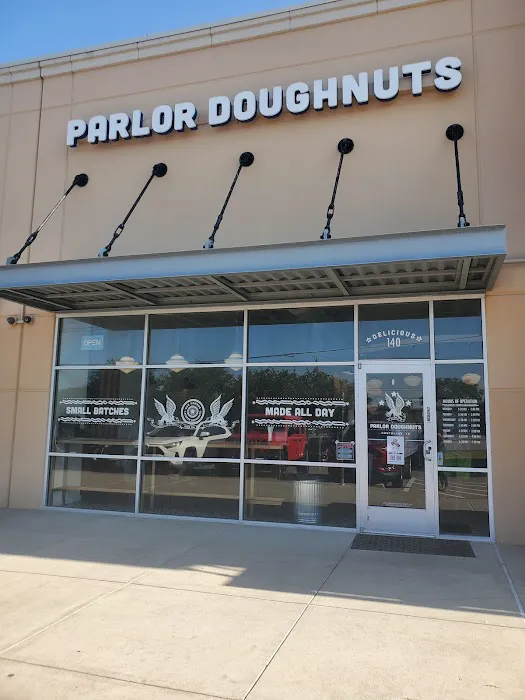 PARLOR DOUGHNUTS
OPEN
DELICIOUS
140
SMALL BATCHES
MADE ALL DAY
PARLOR DOUGHNUTS
HOURS OF OPERATION